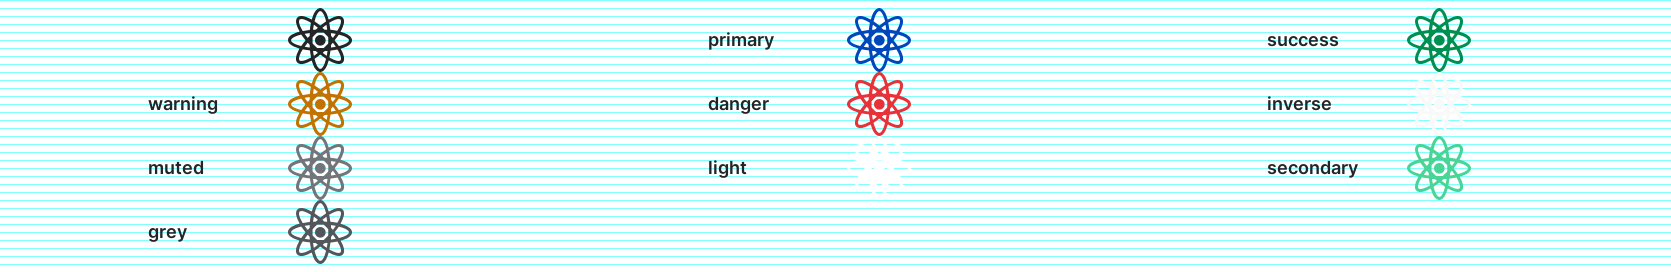 primary
success
warning
danger
inverse
muted
light
secondary
grey